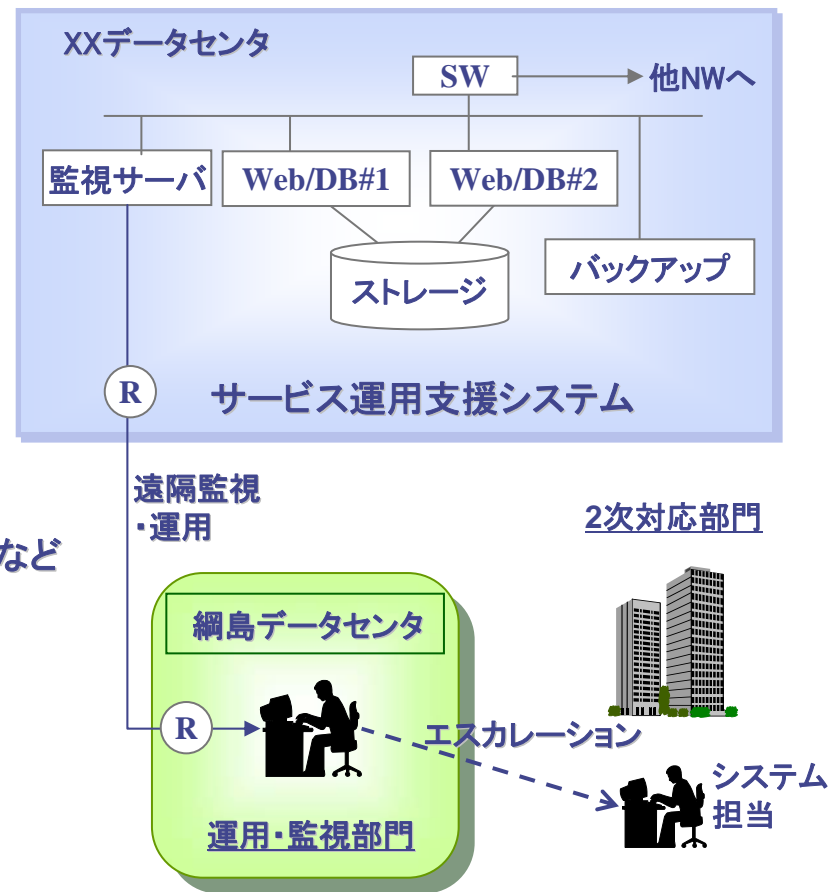 XXデータセンタ
SW
他NWへ
監視サーバ
Web/DB#1
Web/DB#2
ストレージ
バックアップ
R
サービス運用支援システム
遠隔監視
・運用
2次対応部門
など
綱島データセンタ
R
エスカレーション
システム
担当
運用・監視部門